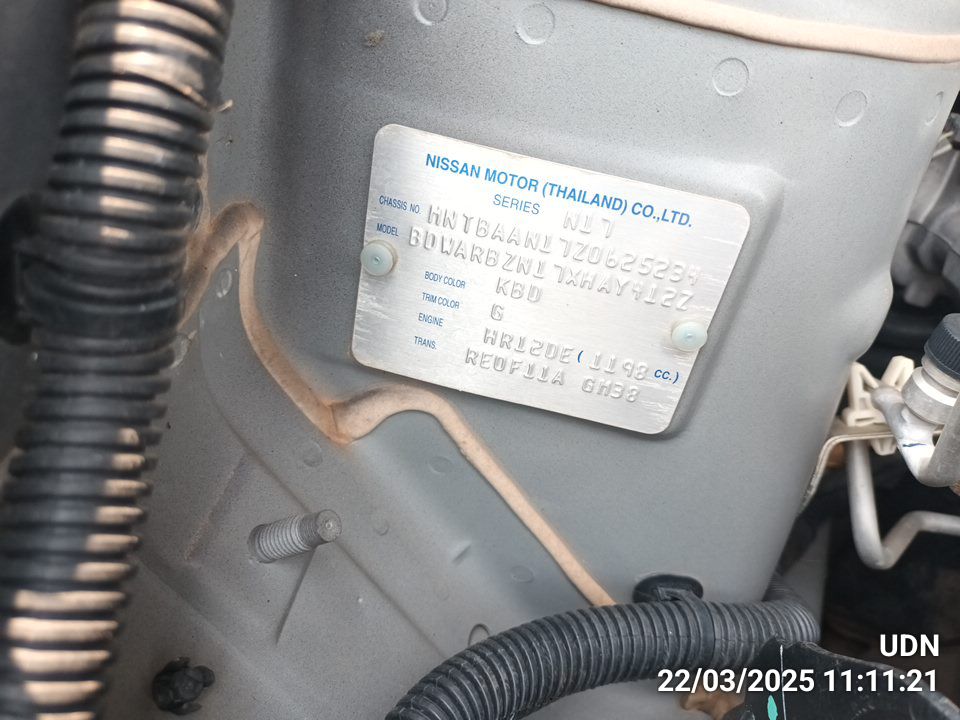 NISSAN MOTOR (THAILAND) CO.,LTD.
SERIES N17
CHASSIS NO. MNTBAAN17Z0625234
MODEL BDWARBZN17XHAY412Z
BODY COLOR KBD
TRIM COLOR G
ENGINE HR12DE ( 1198 CC.)
TRANS. RE0F11A GM38
UDN
22/03/2025 11:11:21